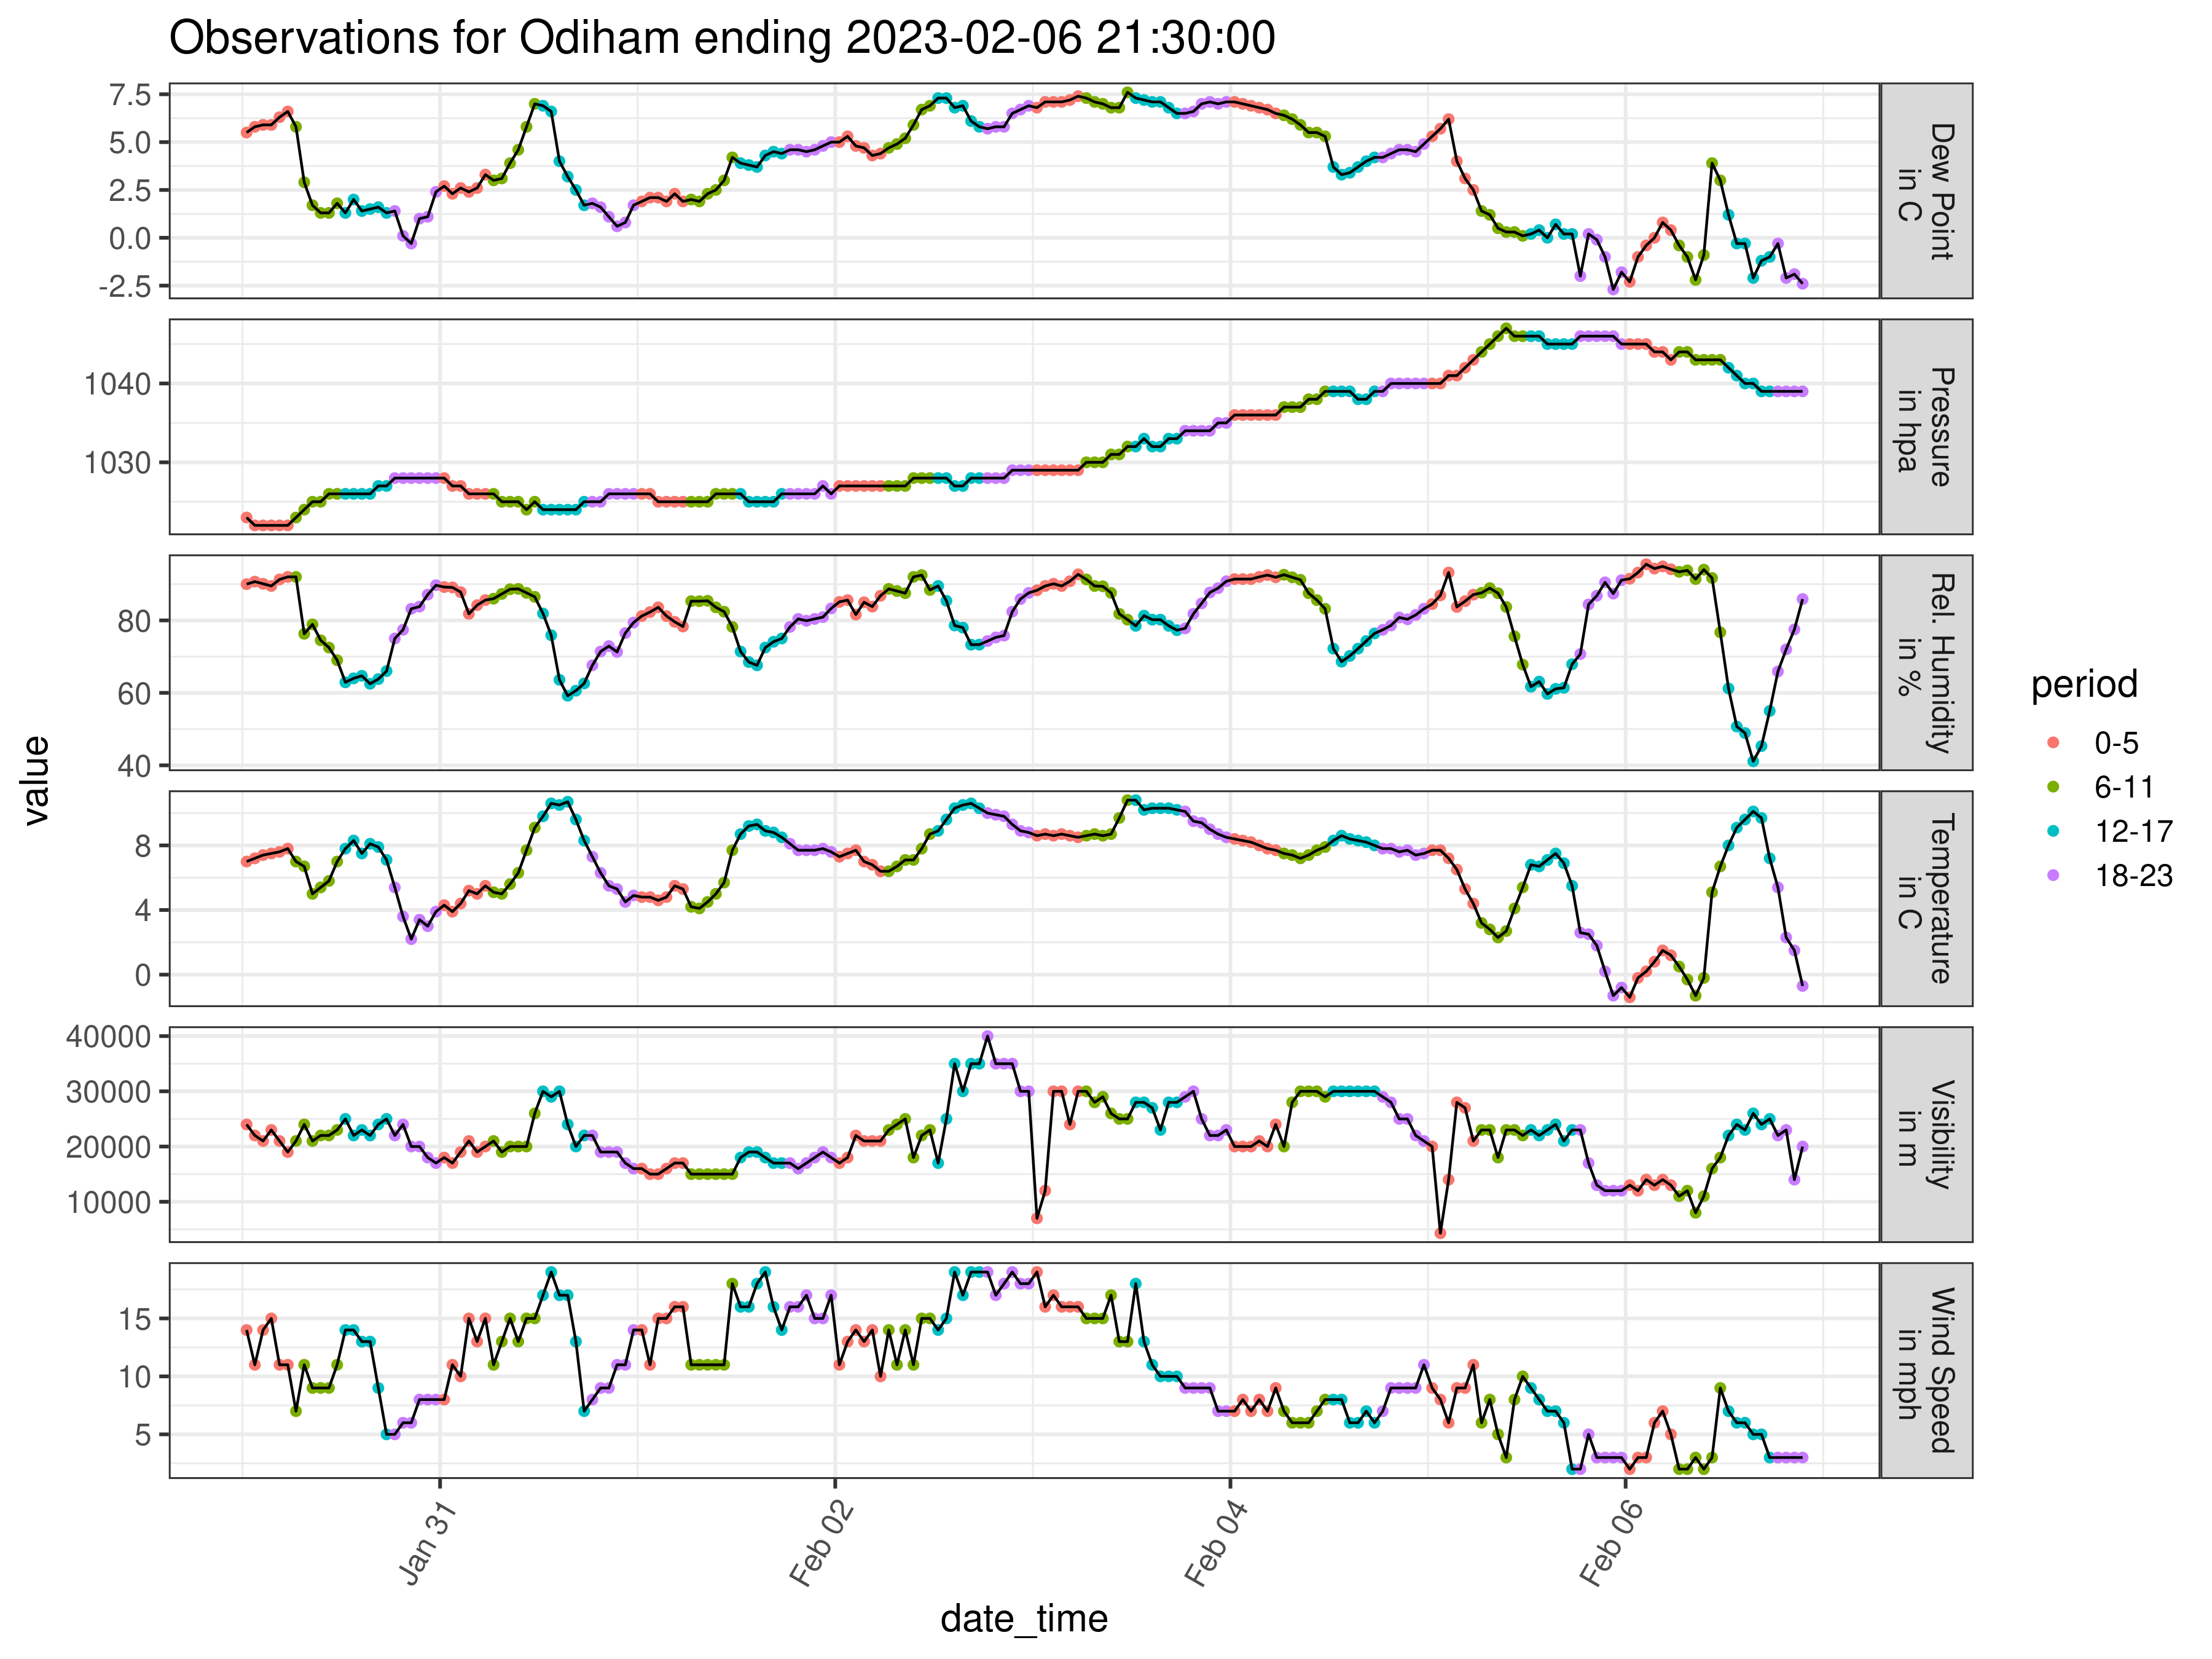 Observations for Odiham ending 2023-02-06 21:30:00
7.5
5.0
2.5
0.0
-2.5
Dew Point
in C
1040
1030
Pressure
in hpa
80
60
40
Rel. Humidity
in %
8
4
0
Temperature
in C
40000
30000
20000
10000
Visibility
in m
15
10
5
Wind Speed
in mph
value
Jan 31
Feb 02
Feb 04
Feb 06
date_time
period
0-5
6-11
12-17
18-23